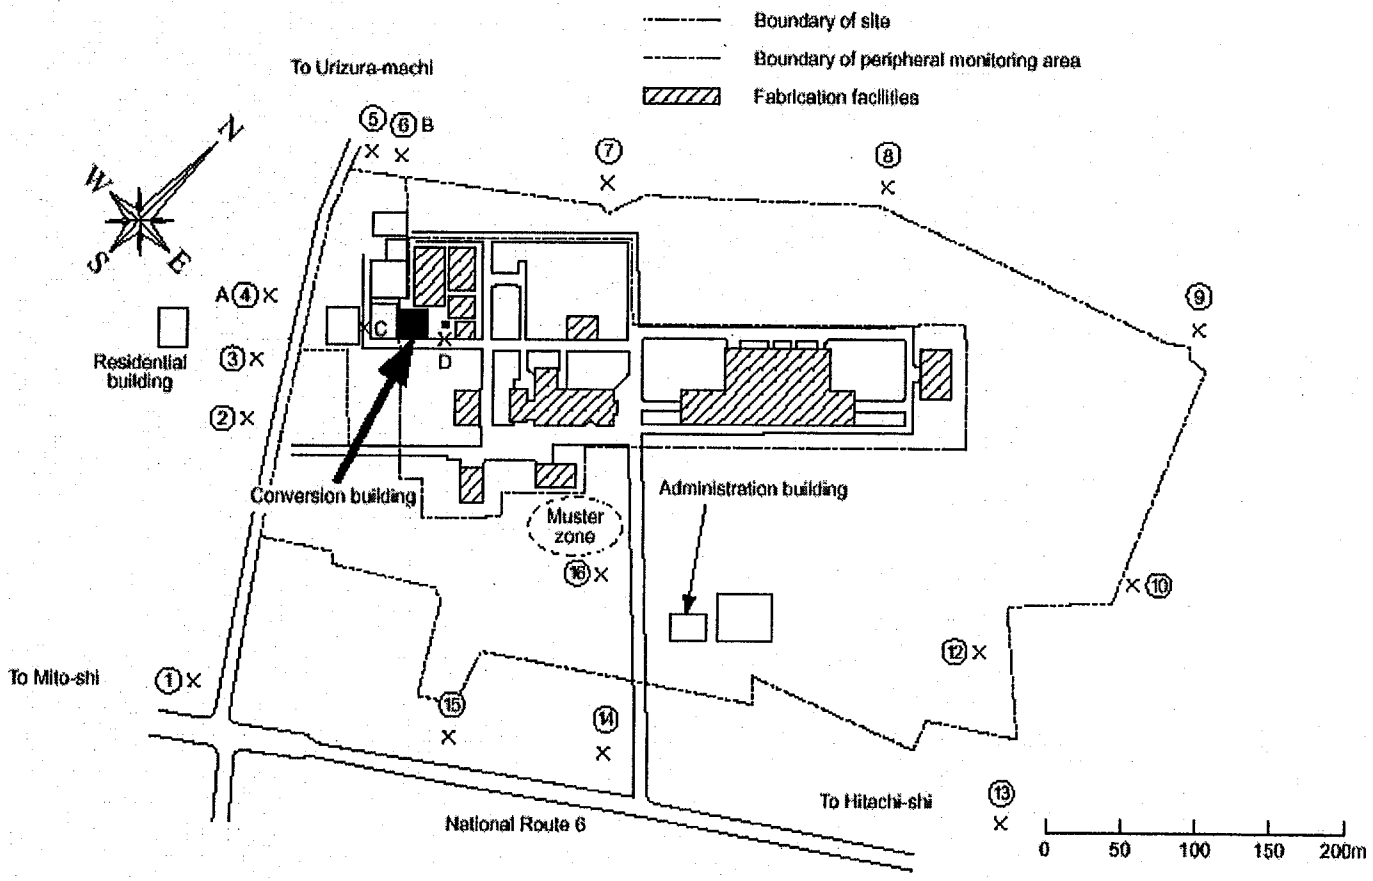 Boundary of site
Boundary of peripheral monitoring area
Fabrication facilities
To Urizura-machi
5 6 B
7
8
N
W
S
E
A 4
9
Residential
building
C
D
3
2
Conversion building
Administration building
Muster
zone
16
10
12
To Mito-shi
1
15
14
To Hitachi-shi
13
National Route 6
0 50 100 150 200m